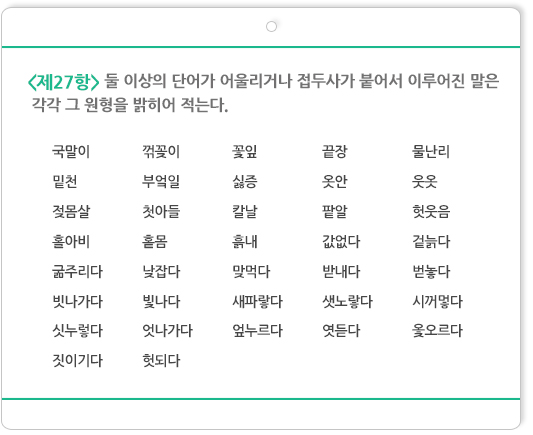 <제27항> 둘 이상의 단어가 어울리거나 접두사가 붙어서 이루어진 말은
각각 그 원형을 밝히어 적는다.
국말이 꺾꽂이 꽃잎 끝장 물난리
밑천 부엌일 싫증 옷안 웃옷
젖몸살 첫아들 칼날 팥알 헛웃음
홀아비 홑몸 흙내 값없다 겉늙다
굶주리다 낮잡다 맞먹다 받내다 벋놓다
빗나가다 빛나다 새파랗다 샛노랗다 시꺼멓다
싯누렇다 엇나가다 엎누르다 엿듣다 옻오르다
짓이기다 헛되다